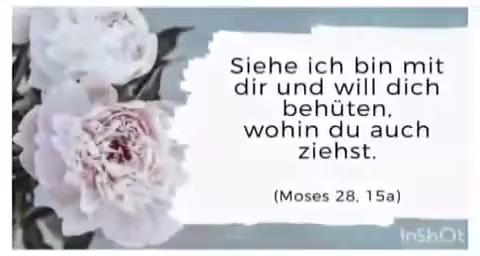 Siehe ich bin mit
dir und will dich
behüten,
wohin du auch
ziehst.
(Moses 28, 15a)
InShOt